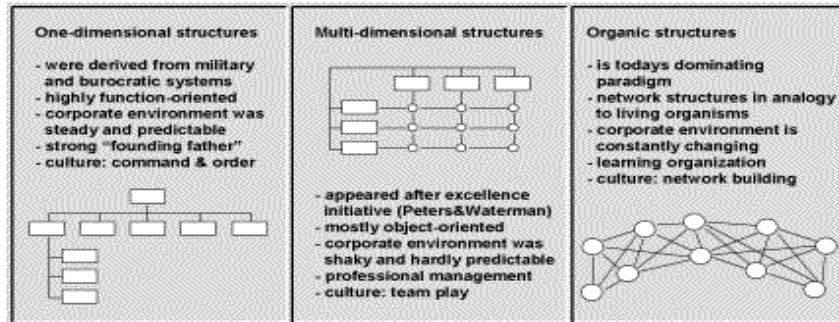 One-dimensional structures
- were derived from military
and burocratic systems
- highly function-oriented
- corporate environment was
steady and predictable
- strong "founding father"
- culture: command & order
Multi-dimensional structures
- appeared after excellence
initiative (Peters&Waterman)
- mostly object-oriented
- corporate environment was
shaky and hardly predictable
- professional management
- culture: team play
Organic structures
- is todays dominating
paradigm
- network structures in analogy
to living organisms
- corporate environment is
constantly changing
- learning organization
- culture: network building